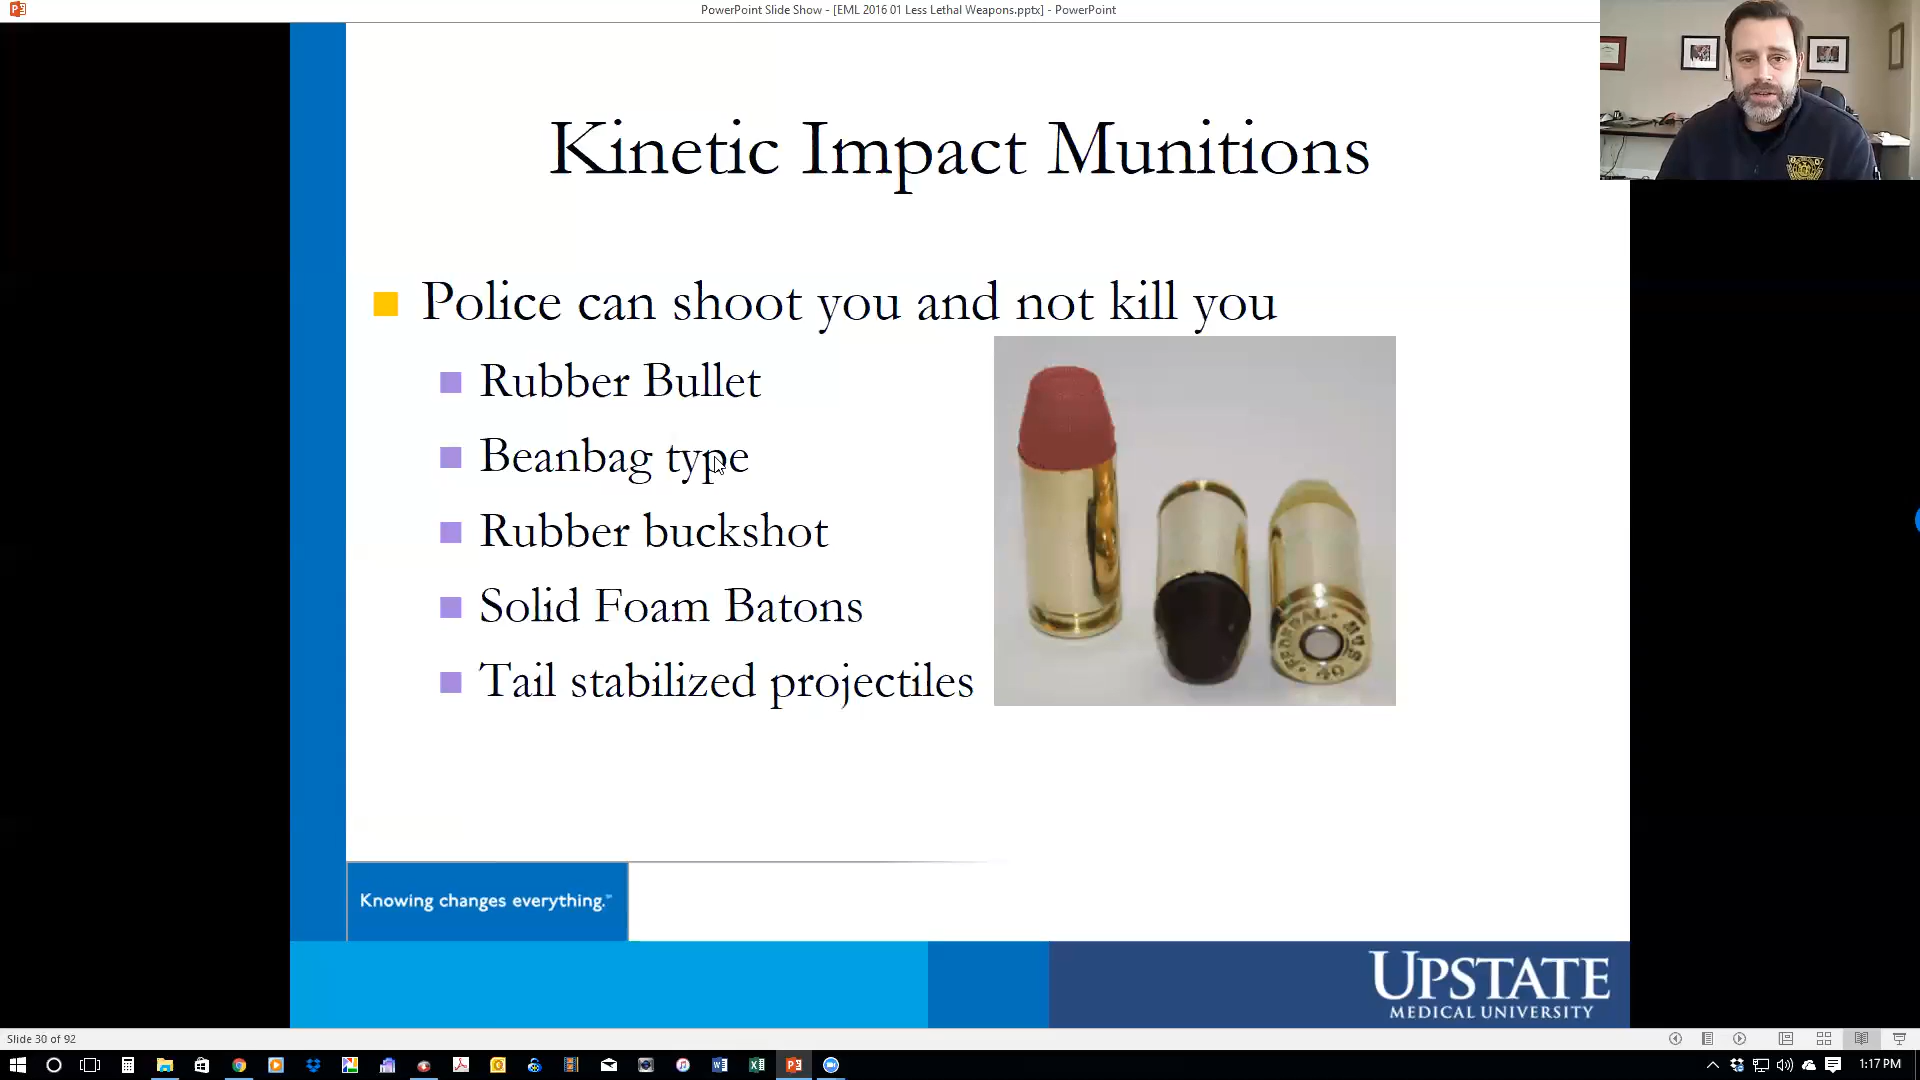 PowerPoint Slide Show - [EML 2016 01 Less Lethal Weapons.pptx] - PowerPoint
Kinetic Impact Munitions
Police can shoot you and not kill you
Rubber Bullet
Beanbag type
Rubber buckshot
Solid Foam Batons
Tail stabilized projectiles
FEDERAL
40 S
Knowing changes everything.™
UPSTATE
MEDICAL UNIVERSITY
Slide 30 of 92
1:17 PM